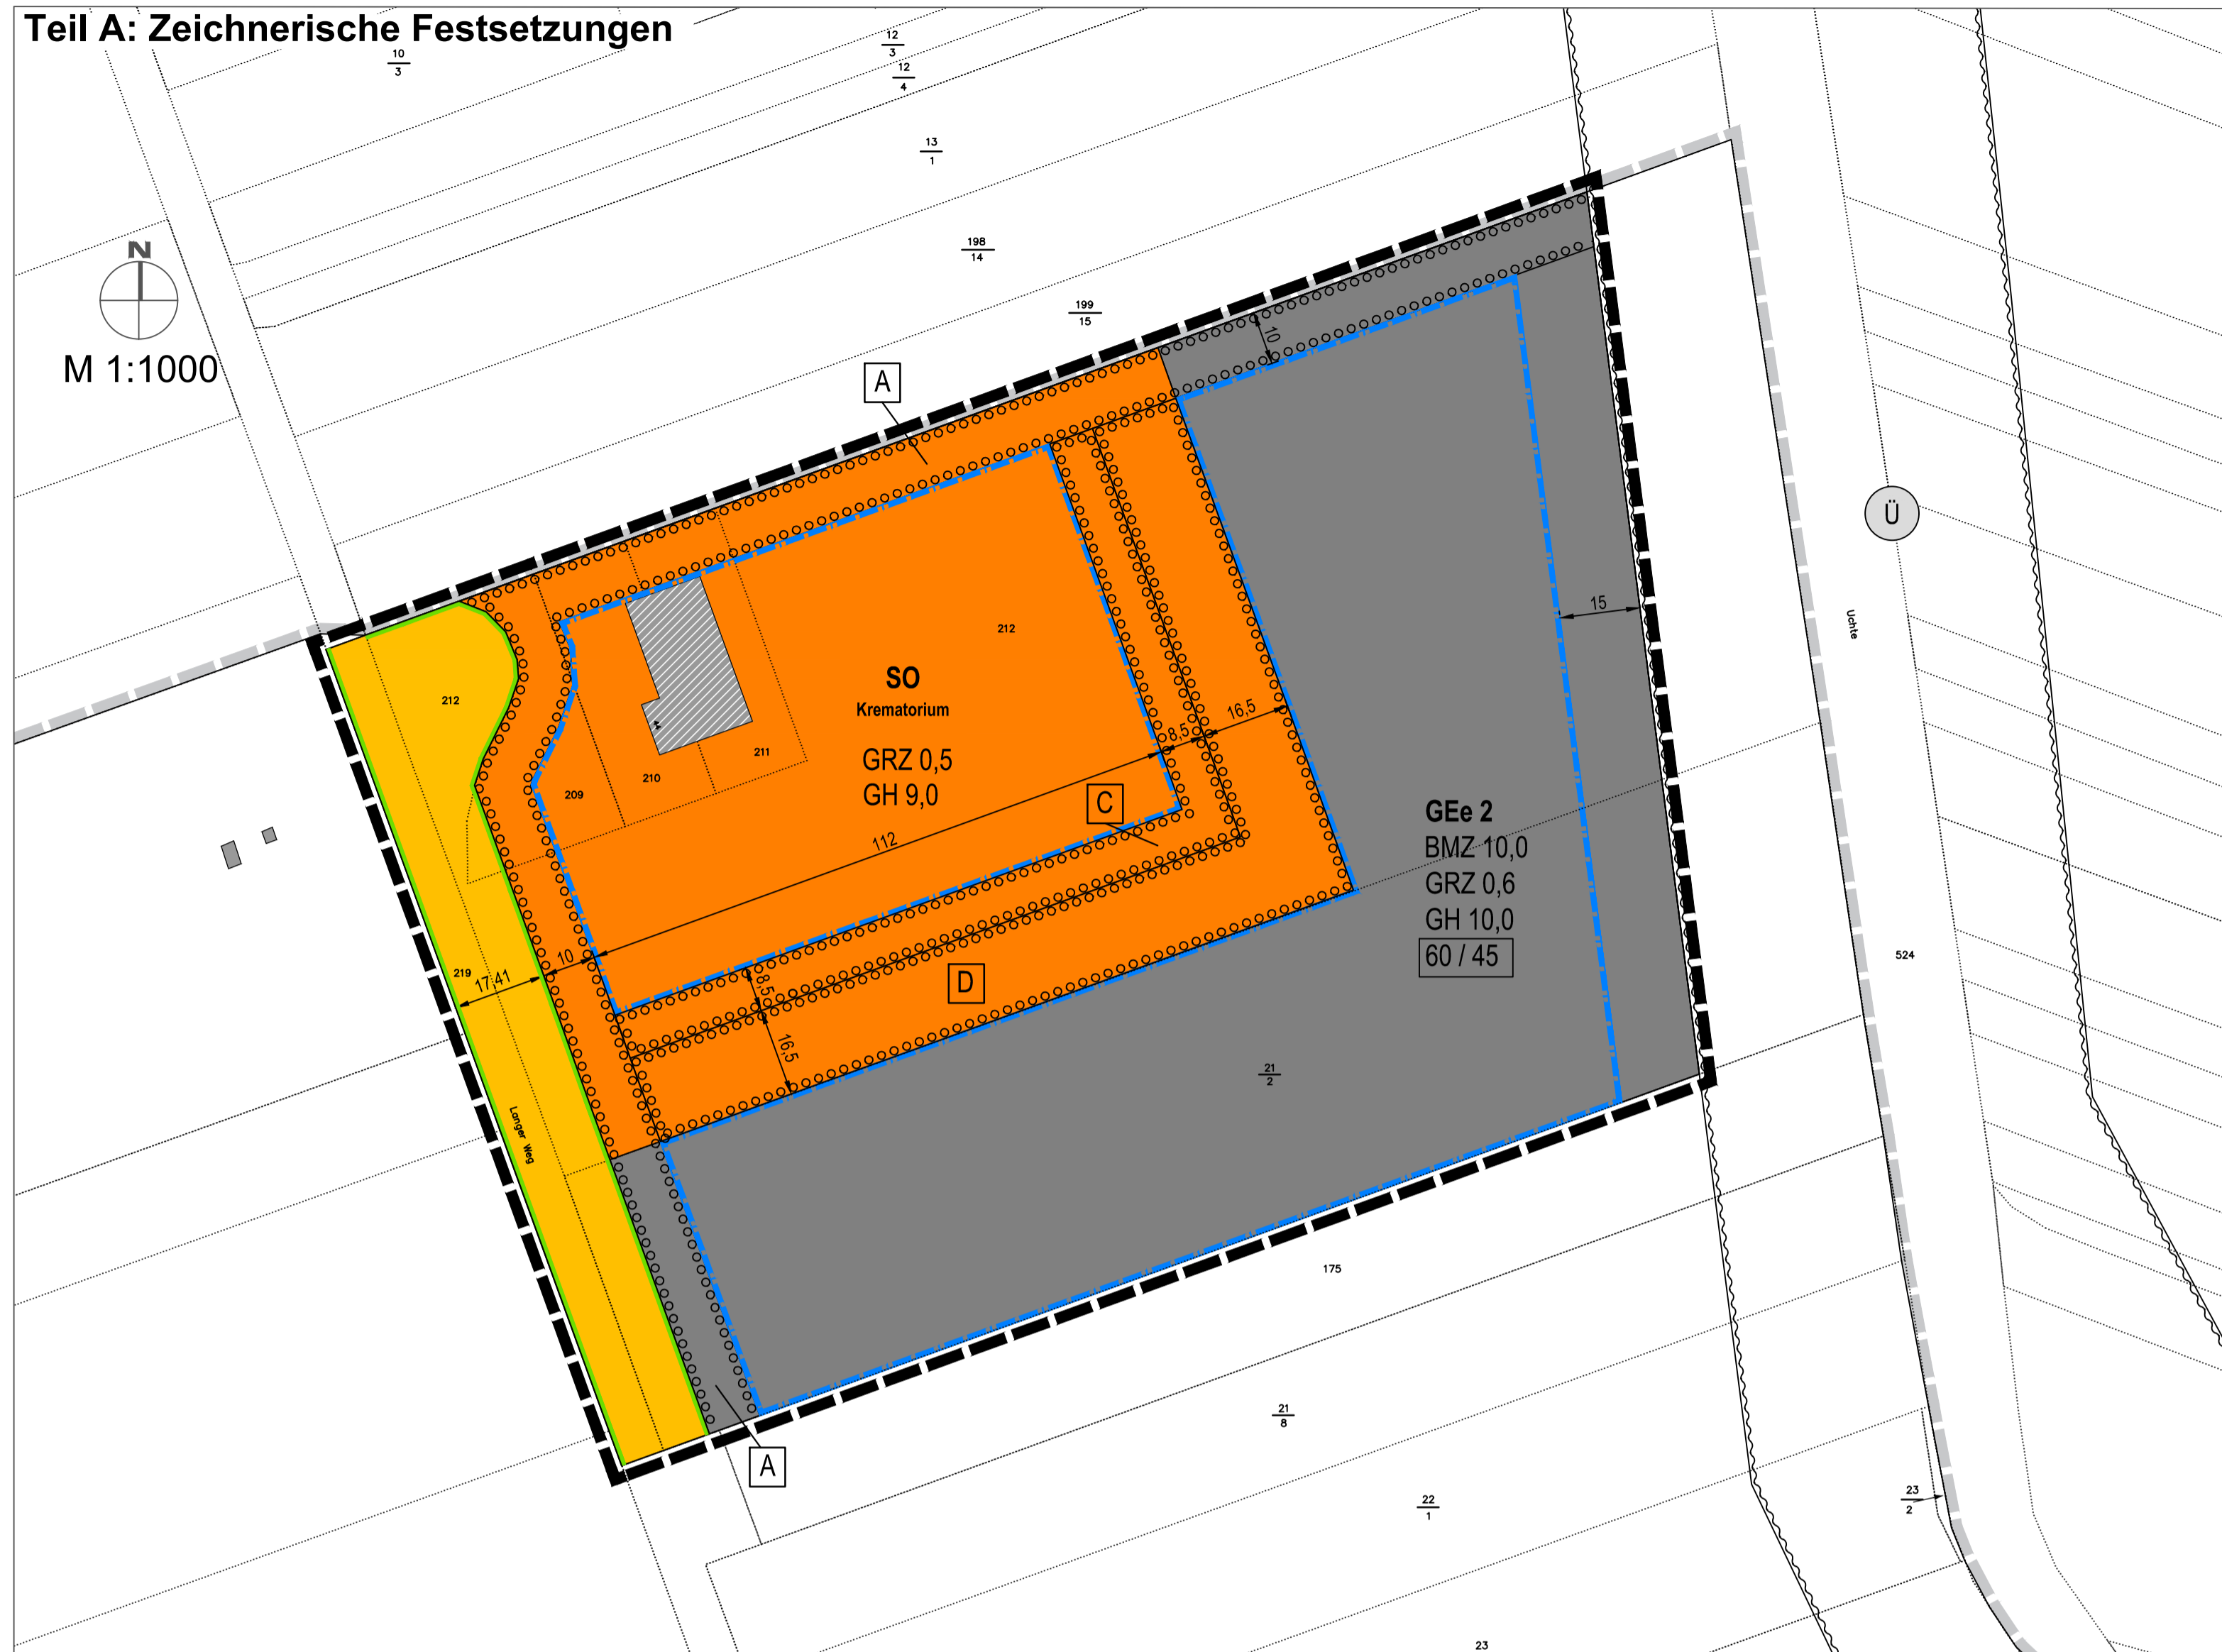 Teil A: Zeichnerische Festsetzungen
10
3
12
3
12
4
13
1
198
14
199
15
N
M 1:1000
A
10
Ü
Uchte
15
212
SO
Krematorium
GRZ 0,5
GH 9,0
212
211
210
209
16,5
8,5
112
C
GEe 2
BMZ 10,0
GRZ 0,6
GH 10,0
60 / 45
524
10
219
17,41
D
8,5
16,5
21
2
Langer Weg
175
21
8
A
22
1
23
2
23